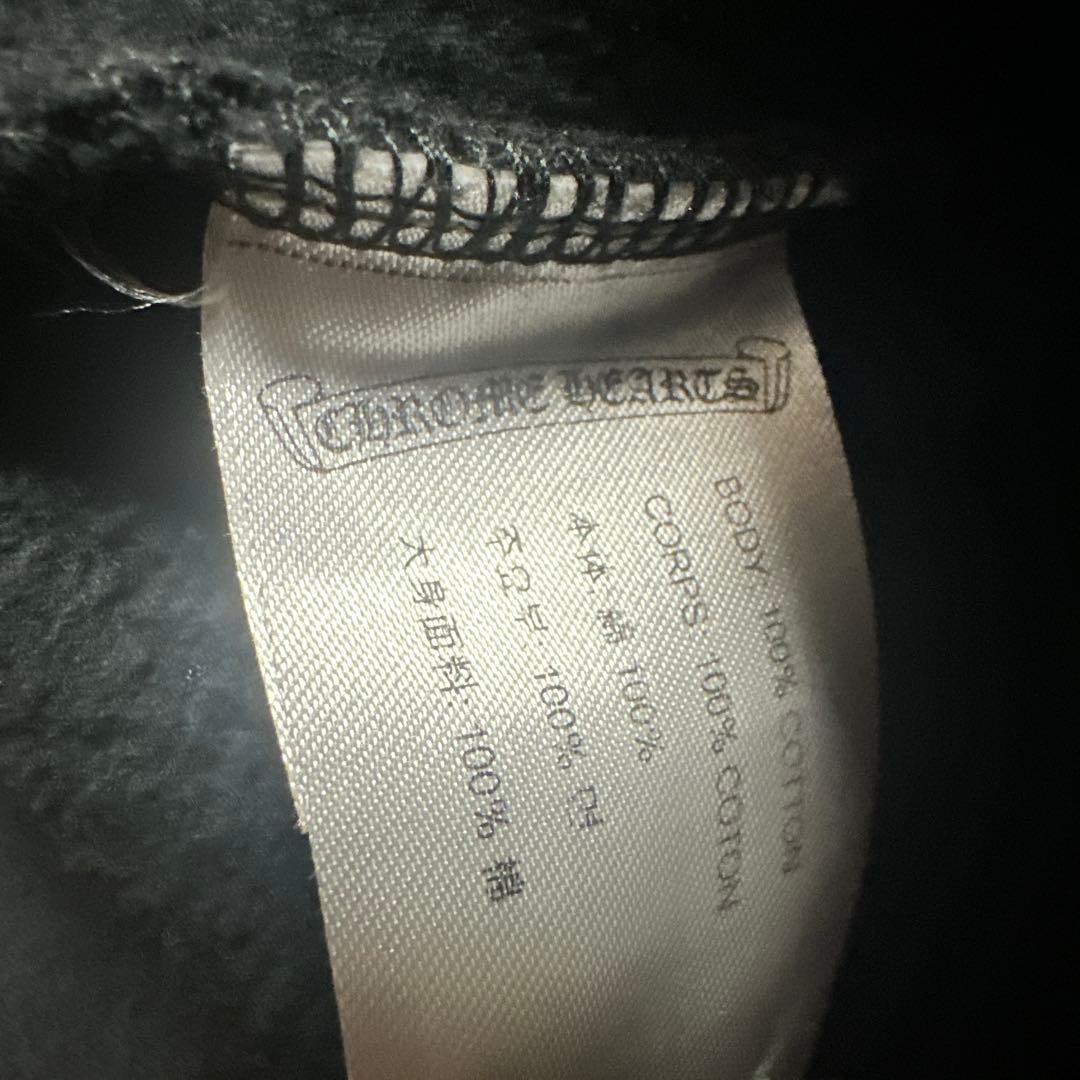 CHROME HEARTS
BODY: 100% COTTON
CORPS: 100% COTON
本体: 綿 100%
주요부: 100% 면
大身面料: 100% 棉